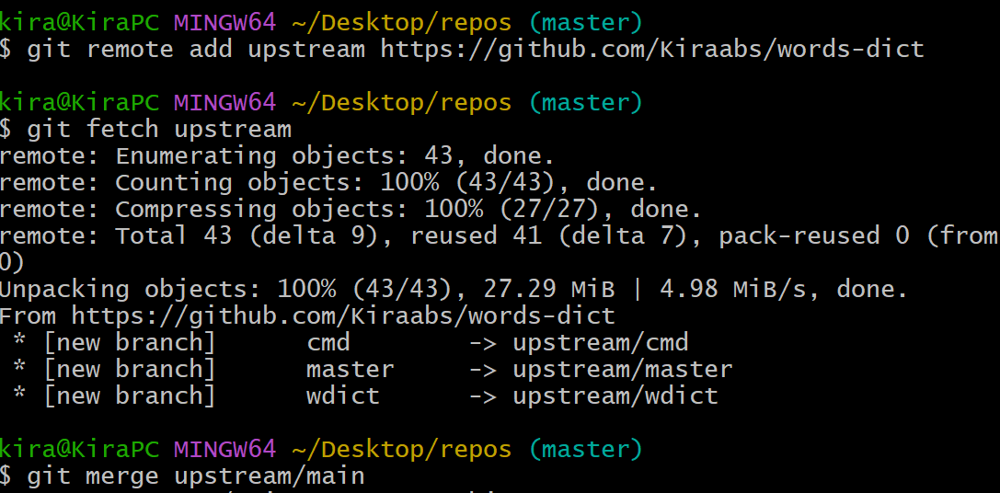 kira@KiraPC MINGW64 ~/Desktop/repos (master)
$ git remote add upstream https://github.com/Kiraabs/words-dict
kira@KiraPC MINGW64 ~/Desktop/repos (master)
$ git fetch upstream
remote: Enumerating objects: 43, done.
remote: Counting objects: 100% (43/43), done.
remote: Compressing objects: 100% (27/27), done.
remote: Total 43 (delta 9), reused 41 (delta 7), pack-reused 0 (from
0)
Unpacking objects: 100% (43/43), 27.29 MiB | 4.98 MiB/s, done.
From https://github.com/Kiraabs/words-dict
* [new branch] cmd -> upstream/cmd
* [new branch] master -> upstream/master
* [new branch] wdict -> upstream/wdict
kira@KiraPC MINGW64 ~/Desktop/repos (master)
$ git merge upstream/main